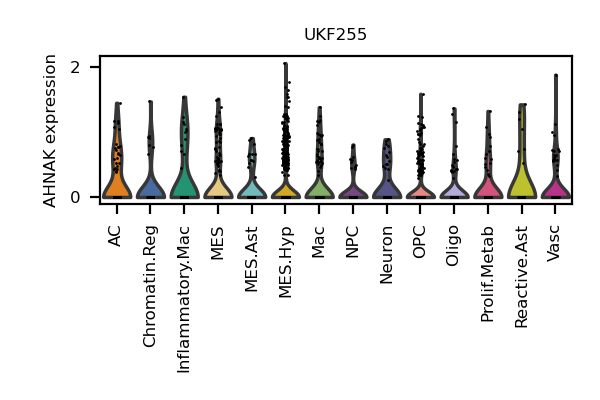 UKF255
AHNAK expression
2
0
AC
Chromatin.Reg
Inflammatory.Mac
MES
MES.Ast
MES.Hyp
Mac
NPC
Neuron
OPC
Oligo
Prolif.Metab
Reactive.Ast
Vasc